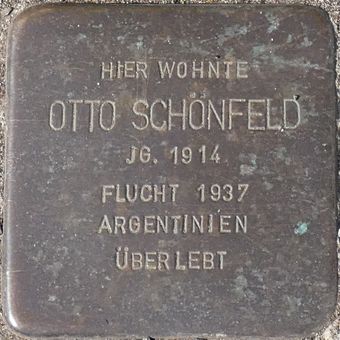 HIER WOHNTE
OTTO SCHÖNFELD
JG. 1914
FLUCHT 1937
ARGENTINIEN
ÜBERLEBT